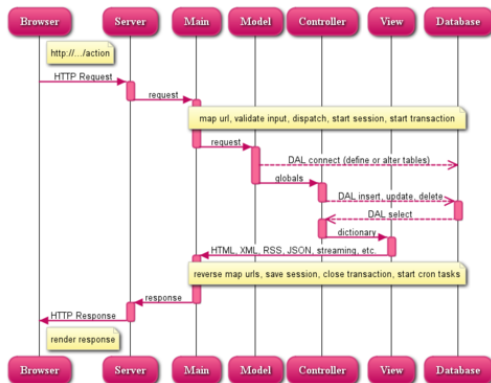 Browser Server Main Model Controller View Database
http://.../action
HTTP Request
request
map url, validate input, dispatch, start session, start transaction
request
DAL connect (define or alter tables)
globals
DAL insert, update, delete
DAL select
dictionary
HTML, XML, RSS, JSON, streaming, etc.
reverse map urls, save session, close transaction, start cron tasks
response
HTTP Response
render response
Browser Server Main Model Controller View Database